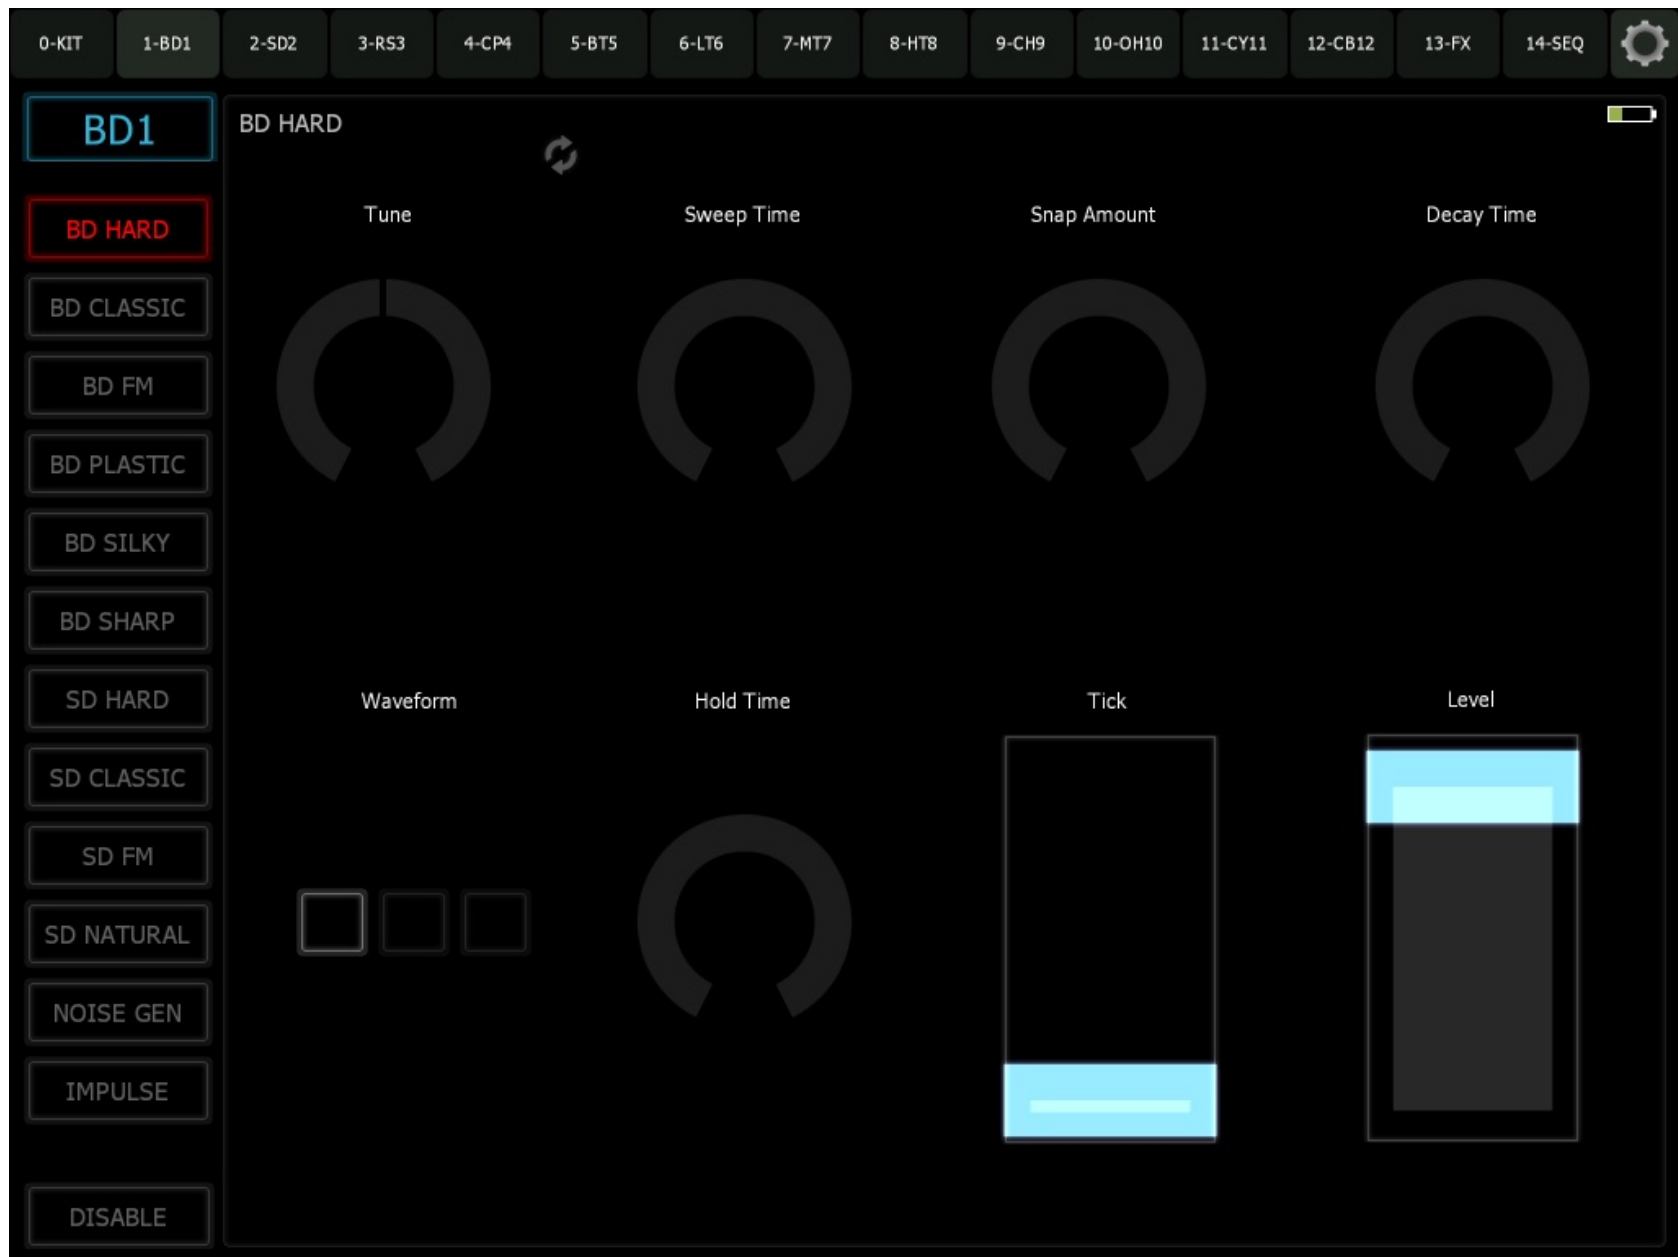 0-KIT 1-BD1 2-SD2 3-RS3 4-CP4 5-BT5 6-LT6 7-MT7 8-HT8 9-CH9 10-OH10 11-CY11 12-CB12 13-FX 14-SEQ
BD1
BD HARD
BD HARD
BD CLASSIC
BD FM
BD PLASTIC
BD SILKY
BD SHARP
SD HARD
SD CLASSIC
SD FM
SD NATURAL
NOISE GEN
IMPULSE
DISABLE
Tune Sweep Time Snap Amount Decay Time
Waveform Hold Time Tick Level